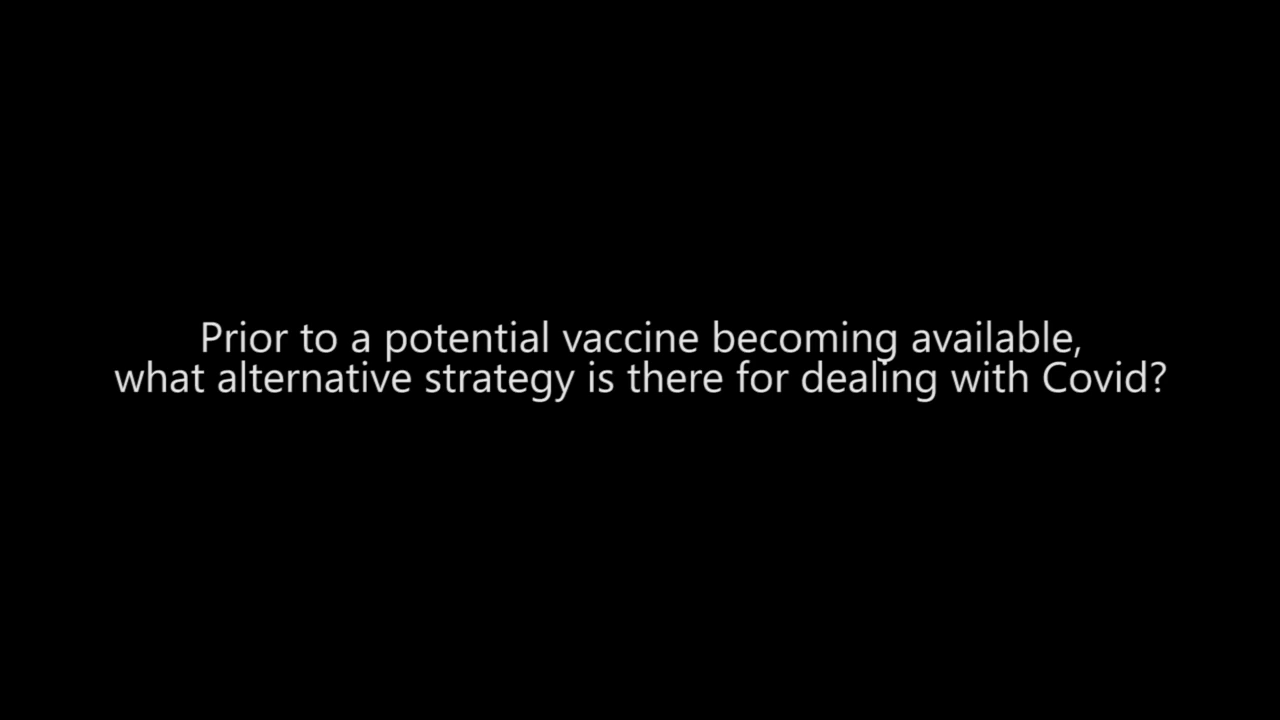 Prior to a potential vaccine becoming available,
what alternative strategy is there for dealing with Covid?